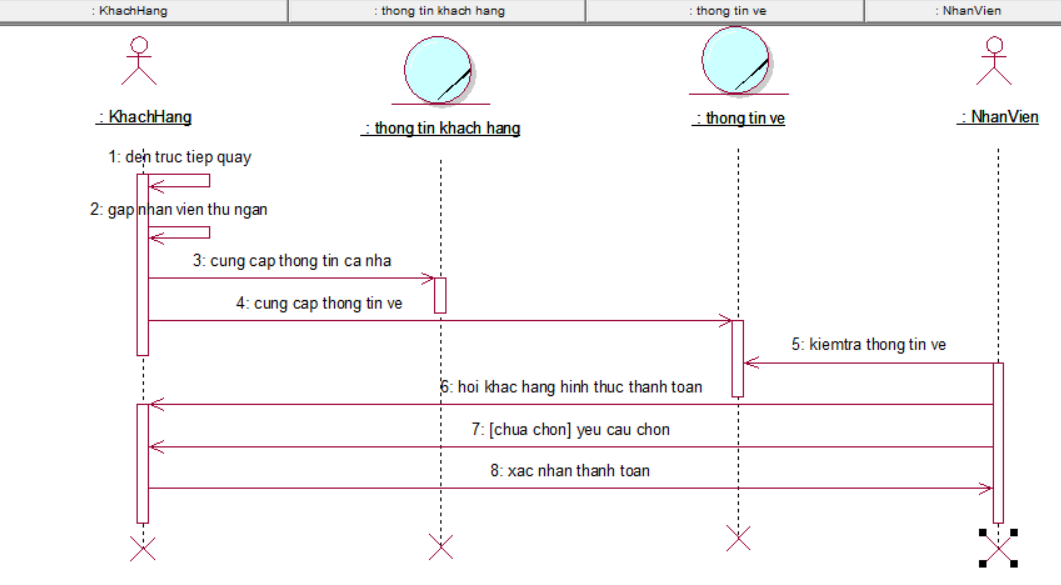 : KhachHang
: thong tin khach hang
: thong tin ve
: NhanVien
: KhachHang
: thong tin khach hang
: thong tin ve
: NhanVien
1: den truc tiep quay
2: gap nhan vien thu ngan
3: cung cap thong tin ca nha
4: cung cap thong tin ve
5: kiemtra thong tin ve
6: hoi khac hang hinh thuc thanh toan
7: [chua chon] yeu cau chon
8: xac nhan thanh toan